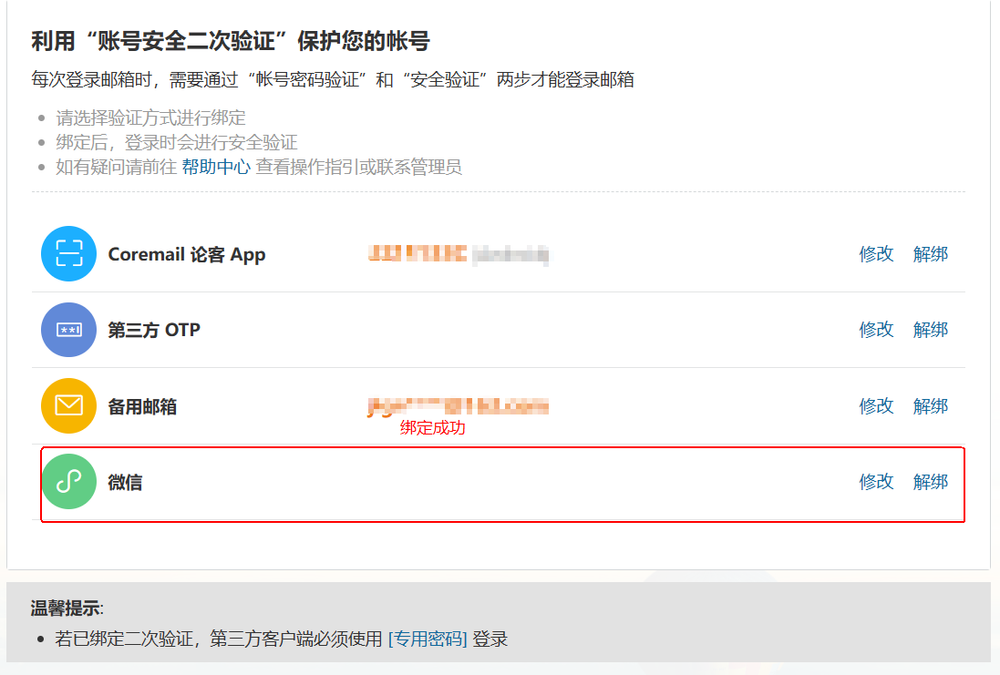 利用“账号安全二次验证”保护您的帐号
每次登录邮箱时，需要通过“帐号密码验证”和“安全验证”两步才能登录邮箱
请选择验证方式进行绑定
绑定后，登录时会进行安全验证
如有疑问请前往 帮助中心 查看操作指引或联系管理员
Coremail 论客 App 修改 解绑
第三方 OTP 修改 解绑
备用邮箱 修改 解绑
绑定成功
微信 修改 解绑
温馨提示:
若已绑定二次验证，第三方客户端必须使用 [专用密码] 登录